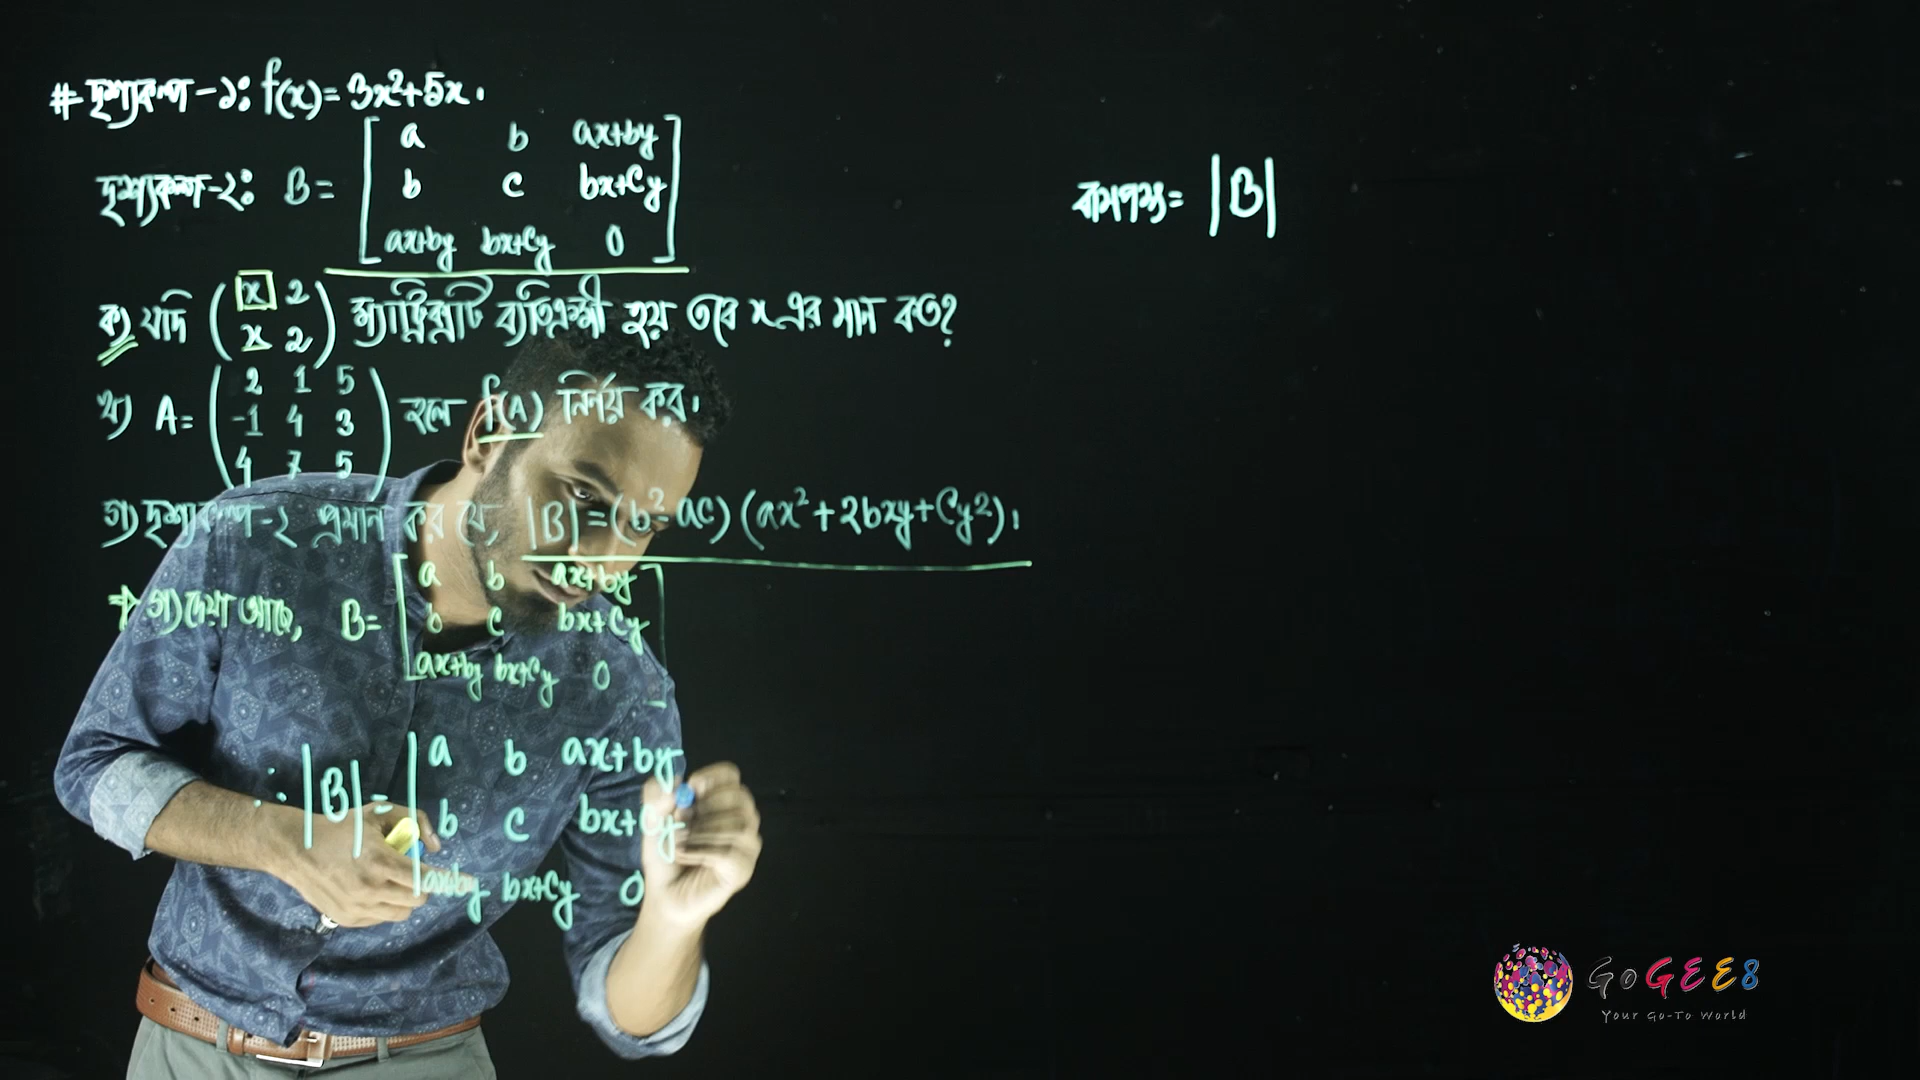 # দৃশ্যকল্প-১: f(x) = 3x²+5x.
দৃশ্যকল্প-২: B = [a b ax+by
b c bx+cy
ax+by bx+cy 0]
ক) যদি (x 2
x 2) ম্যাট্রিক্সটি ব্যতিক্রমী হয় তবে x এর মান কত?
খ) A = (2 1 5
-1 4 3
4 7 5) হলে f(A) নির্ণয় কর।
গ) দৃশ্যকল্প-২ প্রমান কর যে, |B| = (b²-ac)(ax²+2bxy+cy²)।
⇒ গ) দেয়া আছে, B = [a b ax+by
b c bx+cy
ax+by bx+cy 0]
∴ |B| = |a b ax+by
b c bx+cy
ax+by bx+cy 0
বামপক্ষ = |B|
GoGEE8
Your Go-To World